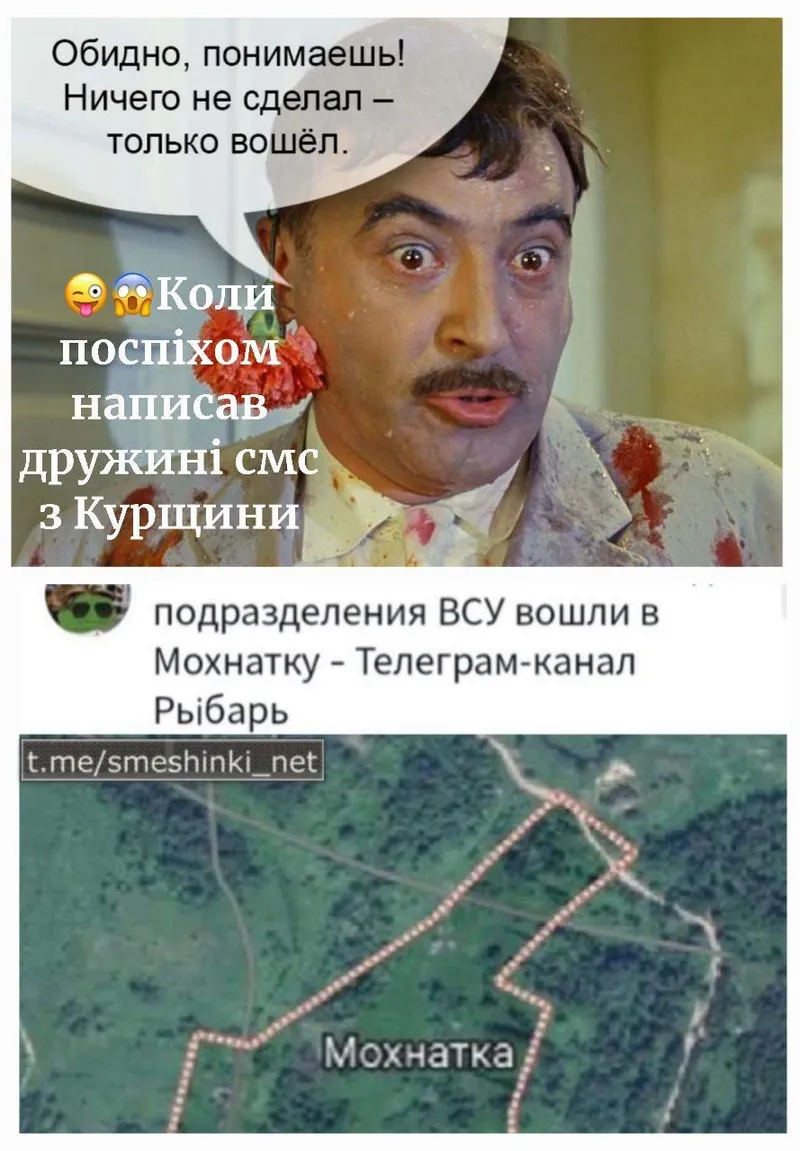 Обидно, понимаешь!
Ничего не сделал –
только вошёл.
😜😱Коли
поспіхом
написав
дружині смс
з Курщини
подразделения ВСУ вошли в
Мохнатку - Телеграм-канал
Рыбарь
t.me/smeshinki_net
Мохнатка